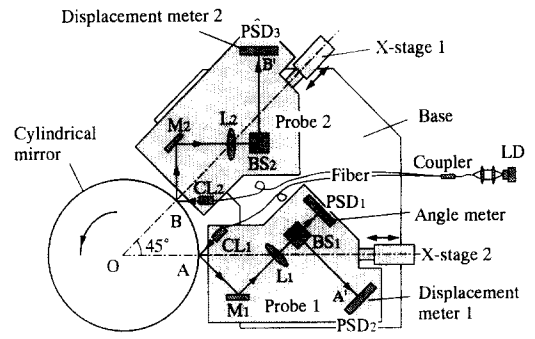 Displacement meter 2
PSD3
B'
X-stage 1
M2
L2
Probe 2
BS2
Base
Cylindrical mirror
CL2
B
Fiber
Coupler
LD
PSD1
Angle meter
CL1
BS1
45°
O
A
L1
X-stage 2
M1
Probe 1
A'
PSD2
Displacement meter 1